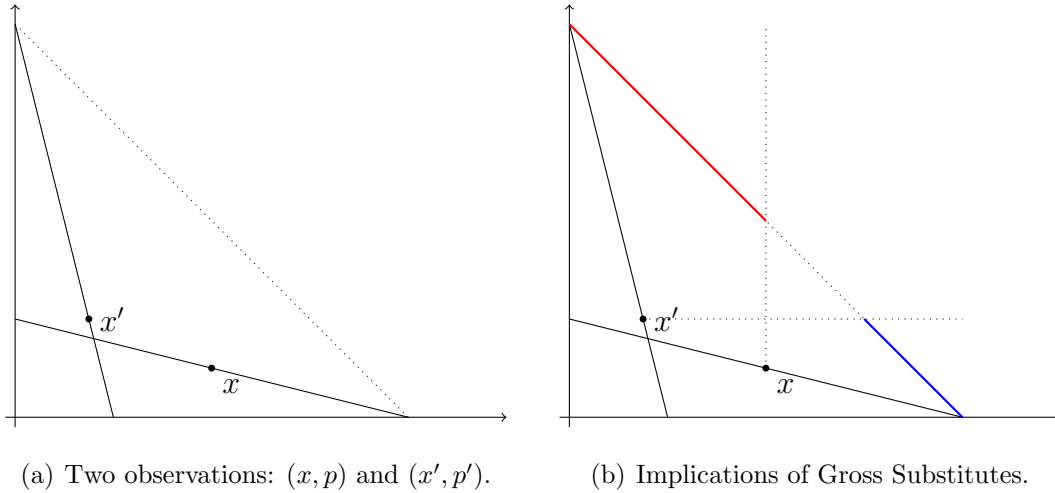 x′
x
x′
x
(a) Two observations: (x, p) and (x′, p′).
(b) Implications of Gross Substitutes.